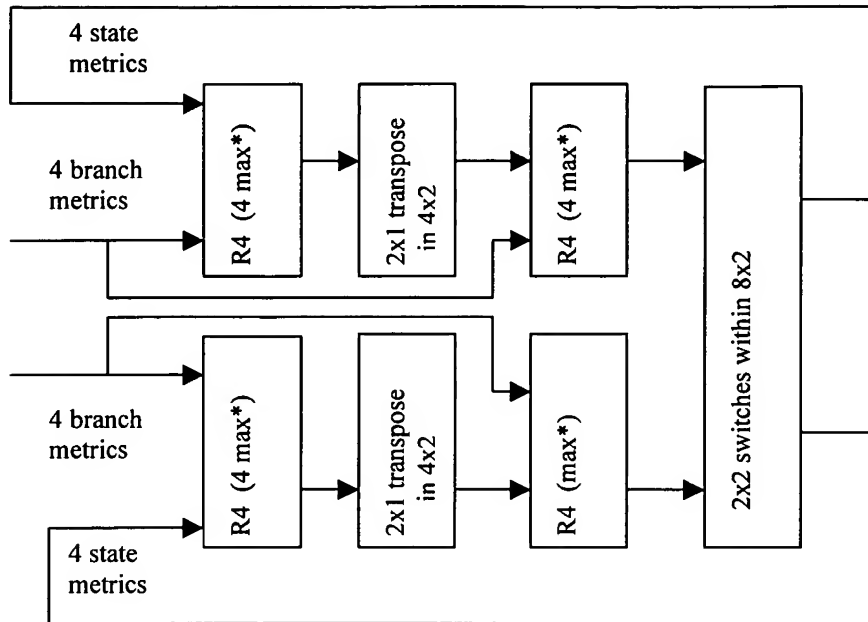 4 state
metrics
4 branch
metrics
R4 (4 max*)
2x1 transpose
in 4x2
R4 (4 max*)
2x2 switches within 8x2
4 branch
metrics
R4 (4 max*)
2x1 transpose
in 4x2
R4 (max*)
4 state
metrics